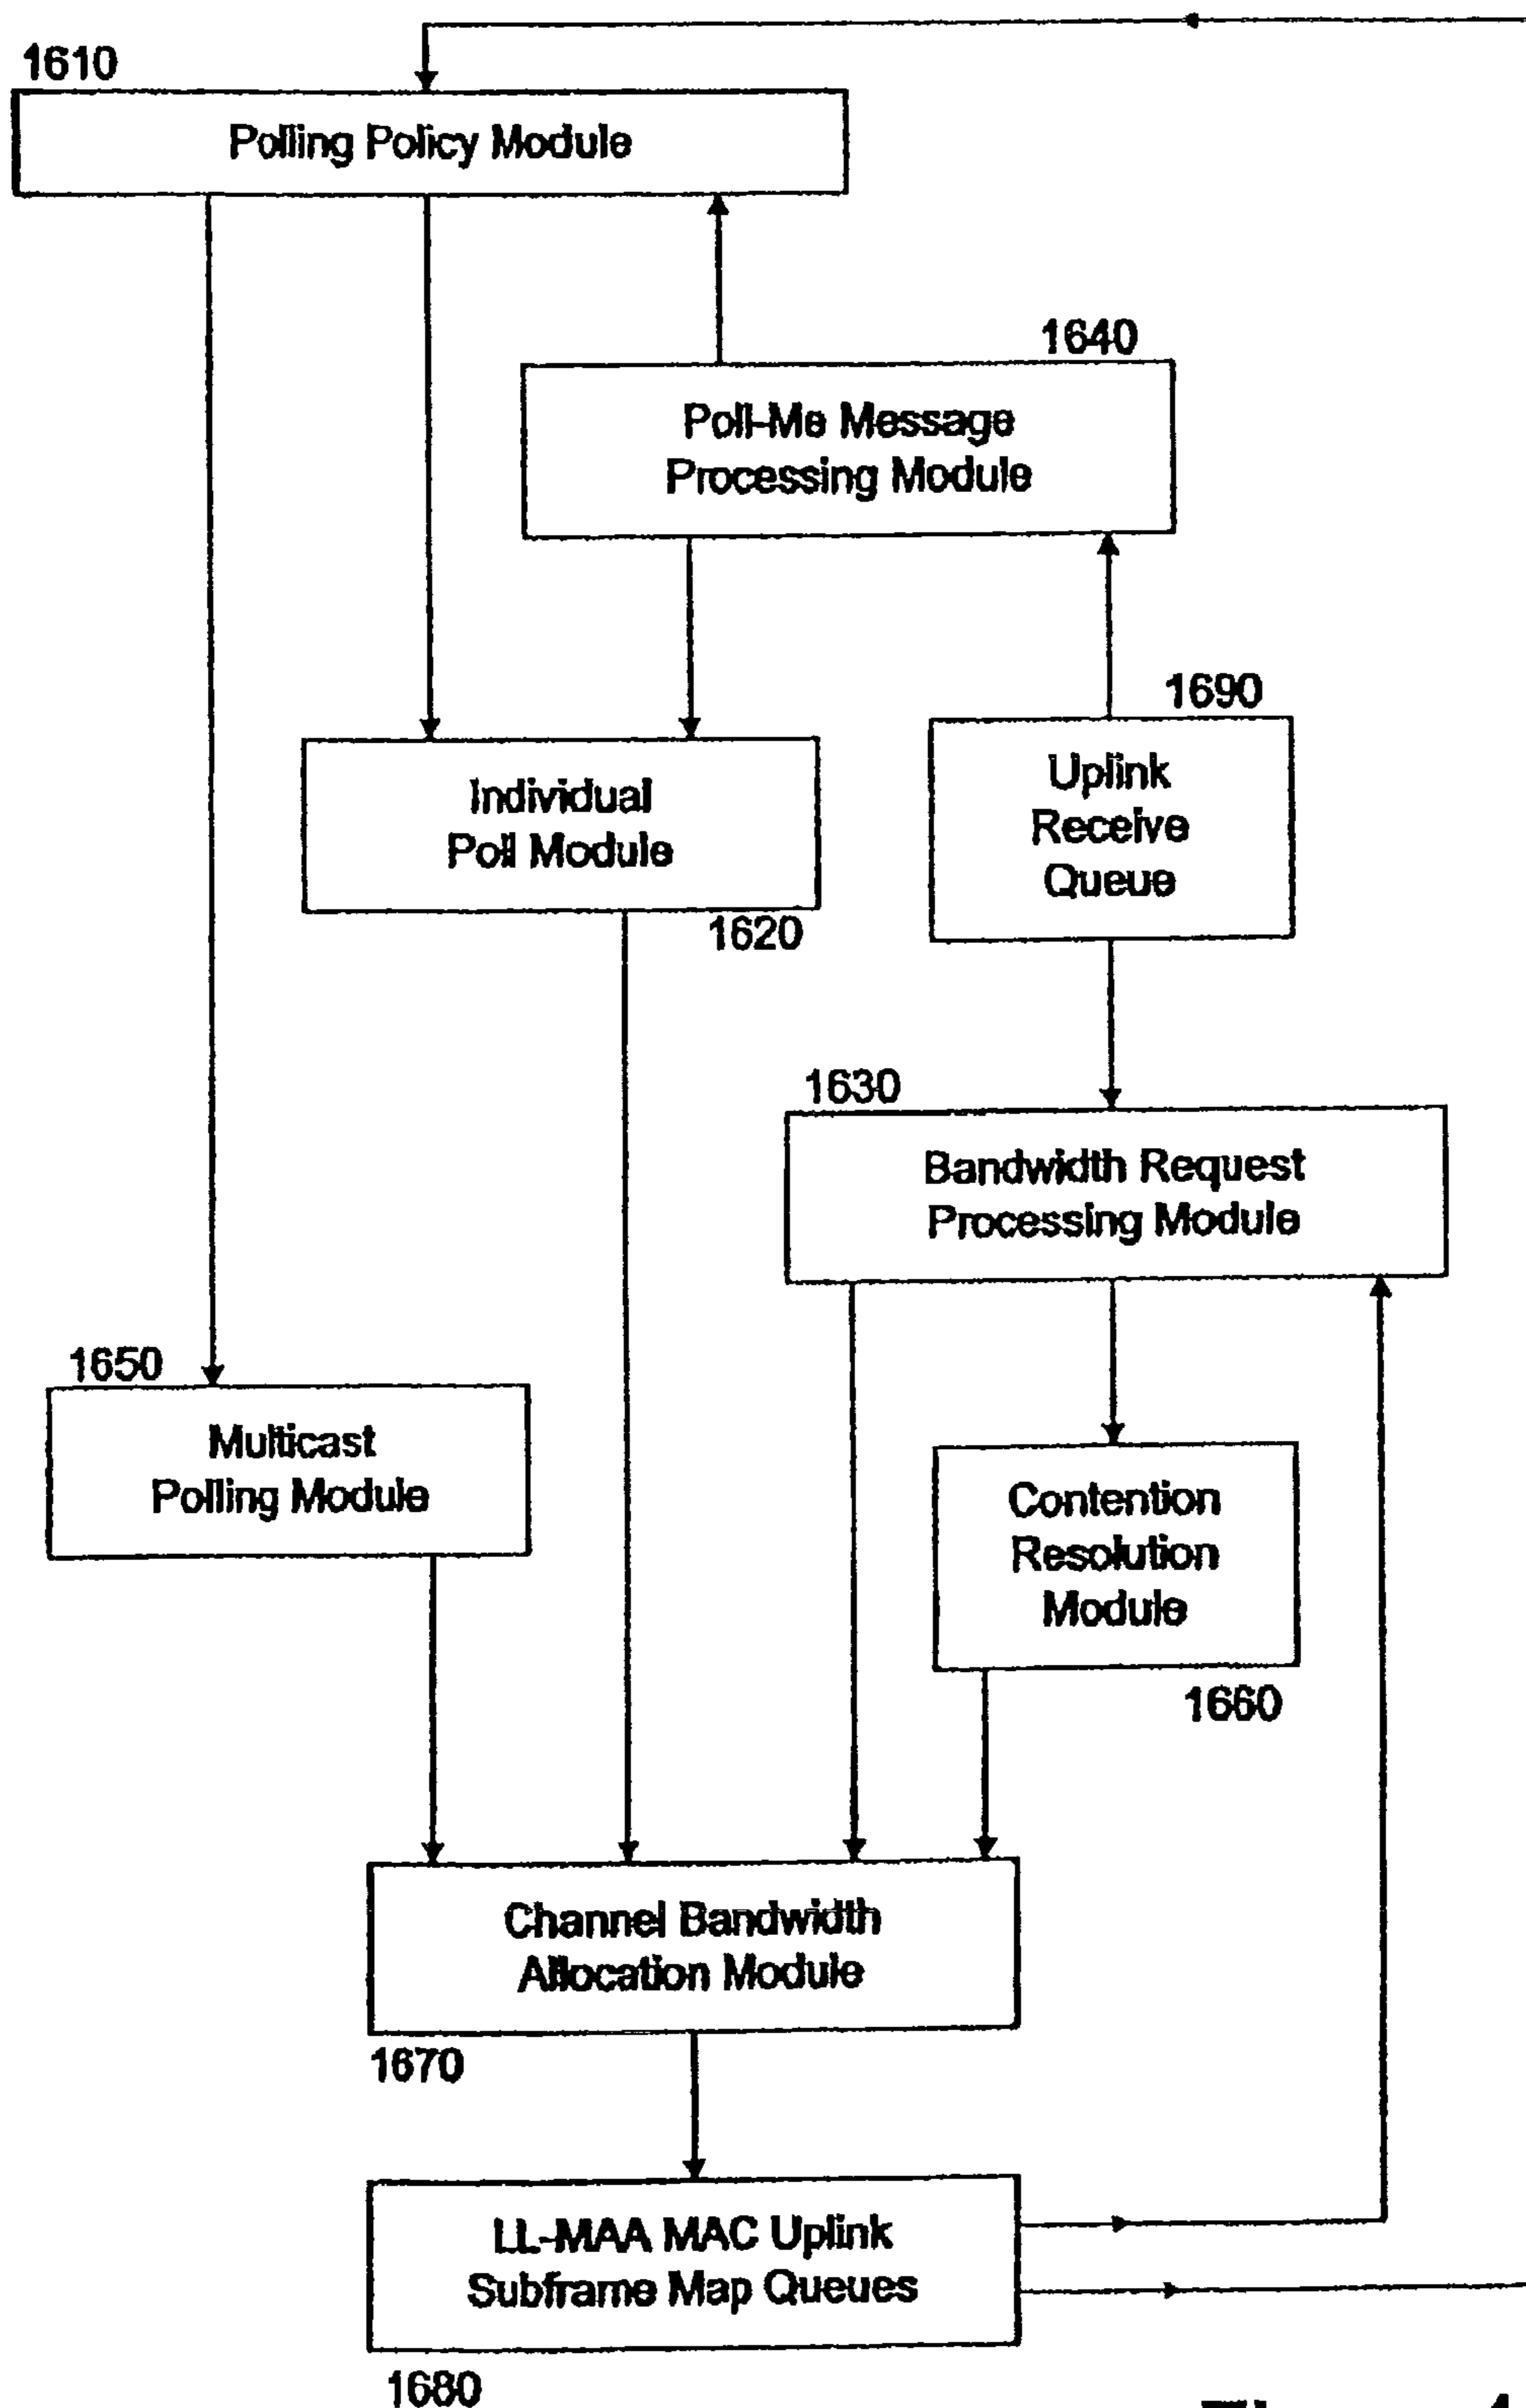 1610
Polling Policy Module
1640
Poll-Me Message
Processing Module
1690
Individual
Poll Module
1620
Uplink
Receive
Queue
1630
Bandwidth Request
Processing Module
1650
Multicast
Polling Module
Contention
Resolution
Module
1660
Channel Bandwidth
Allocation Module
1670
LL-MAA MAC Uplink
Subframe Map Queues
1680